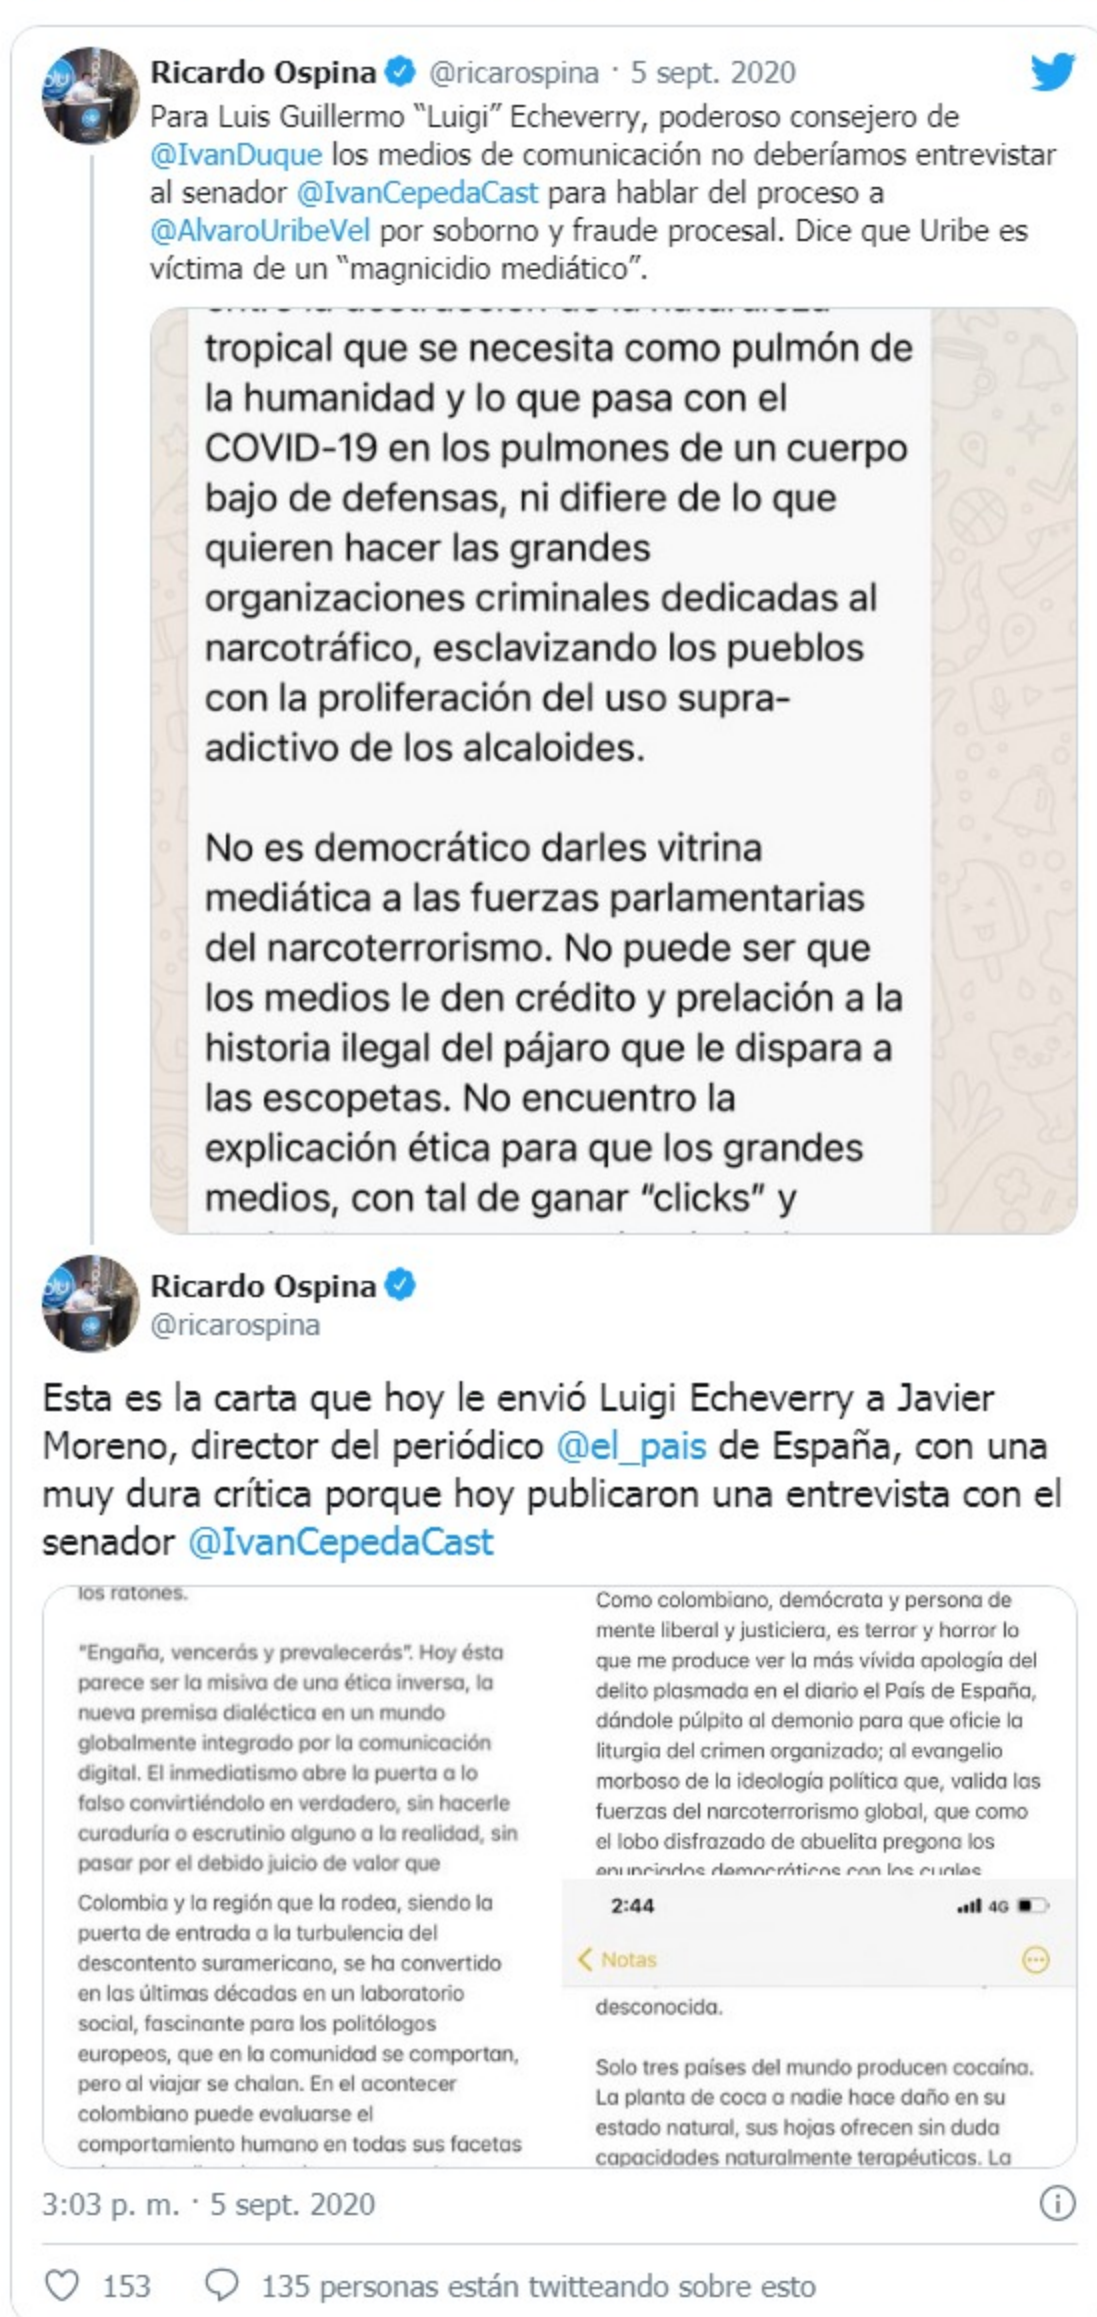 Ricardo Ospina @ricarospina · 5 sept. 2020
Para Luis Guillermo “Luigi” Echeverry, poderoso consejero de
@IvanDuque los medios de comunicación no deberíamos entrevistar
al senador @IvanCepedaCast para hablar del proceso a
@AlvaroUribeVel por soborno y fraude procesal. Dice que Uribe es
víctima de un “magnicidio mediático”.
tropical que se necesita como pulmón de
la humanidad y lo que pasa con el
COVID-19 en los pulmones de un cuerpo
bajo de defensas, ni difiere de lo que
quieren hacer las grandes
organizaciones criminales dedicadas al
narcotráfico, esclavizando los pueblos
con la proliferación del uso supra-
adictivo de los alcaloides.
No es democrático darles vitrina
mediática a las fuerzas parlamentarias
del narcoterrorismo. No puede ser que
los medios le den crédito y prelación a la
historia ilegal del pájaro que le dispara a
las escopetas. No encuentro la
explicación ética para que los grandes
medios, con tal de ganar “clicks” y
Ricardo Ospina
@ricarospina
Esta es la carta que hoy le envió Luigi Echeverry a Javier
Moreno, director del periódico @el_pais de España, con una
muy dura crítica porque hoy publicaron una entrevista con el
senador @IvanCepedaCast
los ratones.
“Engaña, vencerás y prevalecerás”. Hoy ésta
parece ser la misiva de una ética inversa, la
nueva premisa dialéctica en un mundo
globalmente integrado por la comunicación
digital. El inmediatismo abre la puerta a lo
falso convirtiéndolo en verdadero, sin hacerle
curaduría o escrutinio alguno a la realidad, sin
pasar por el debido juicio de valor que
Como colombiano, demócrata y persona de
mente liberal y justiciera, es terror y horror lo
que me produce ver la más vívida apología del
delito plasmada en el diario el País de España,
dándole púlpito al demonio para que oficie la
liturgia del crimen organizado; al evangelio
morboso de la ideología política que, valida las
fuerzas del narcoterrorismo global, que como
el lobo disfrazado de abuelita pregona los
enunciados democráticos con los cuales
Colombia y la región que la rodea, siendo la
puerta de entrada a la turbulencia del
descontento suramericano, se ha convertido
en las últimas décadas en un laboratorio
social, fascinante para los politólogos
europeos, que en la comunidad se comportan,
pero al viajar se chalan. En el acontecer
colombiano puede evaluarse el
comportamiento humano en todas sus facetas
2:44 4G
Notas
desconocida.
Solo tres países del mundo producen cocaína.
La planta de coca a nadie hace daño en su
estado natural, sus hojas ofrecen sin duda
capacidades naturalmente terapéuticas. La
3:03 p. m. · 5 sept. 2020
153 135 personas están twitteando sobre esto